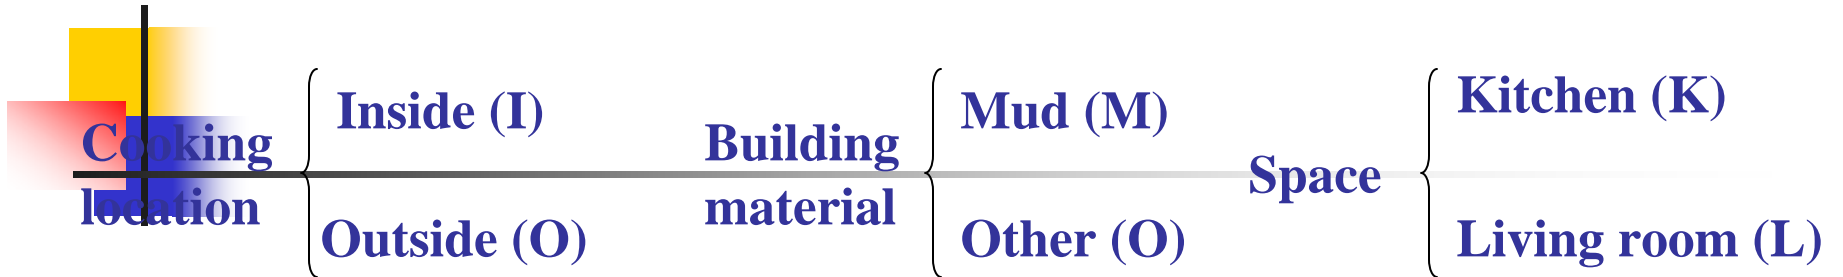 Cooking
location
Inside (I)
Outside (O)
Building
material
Mud (M)
Other (O)
Space
Kitchen (K)
Living room (L)